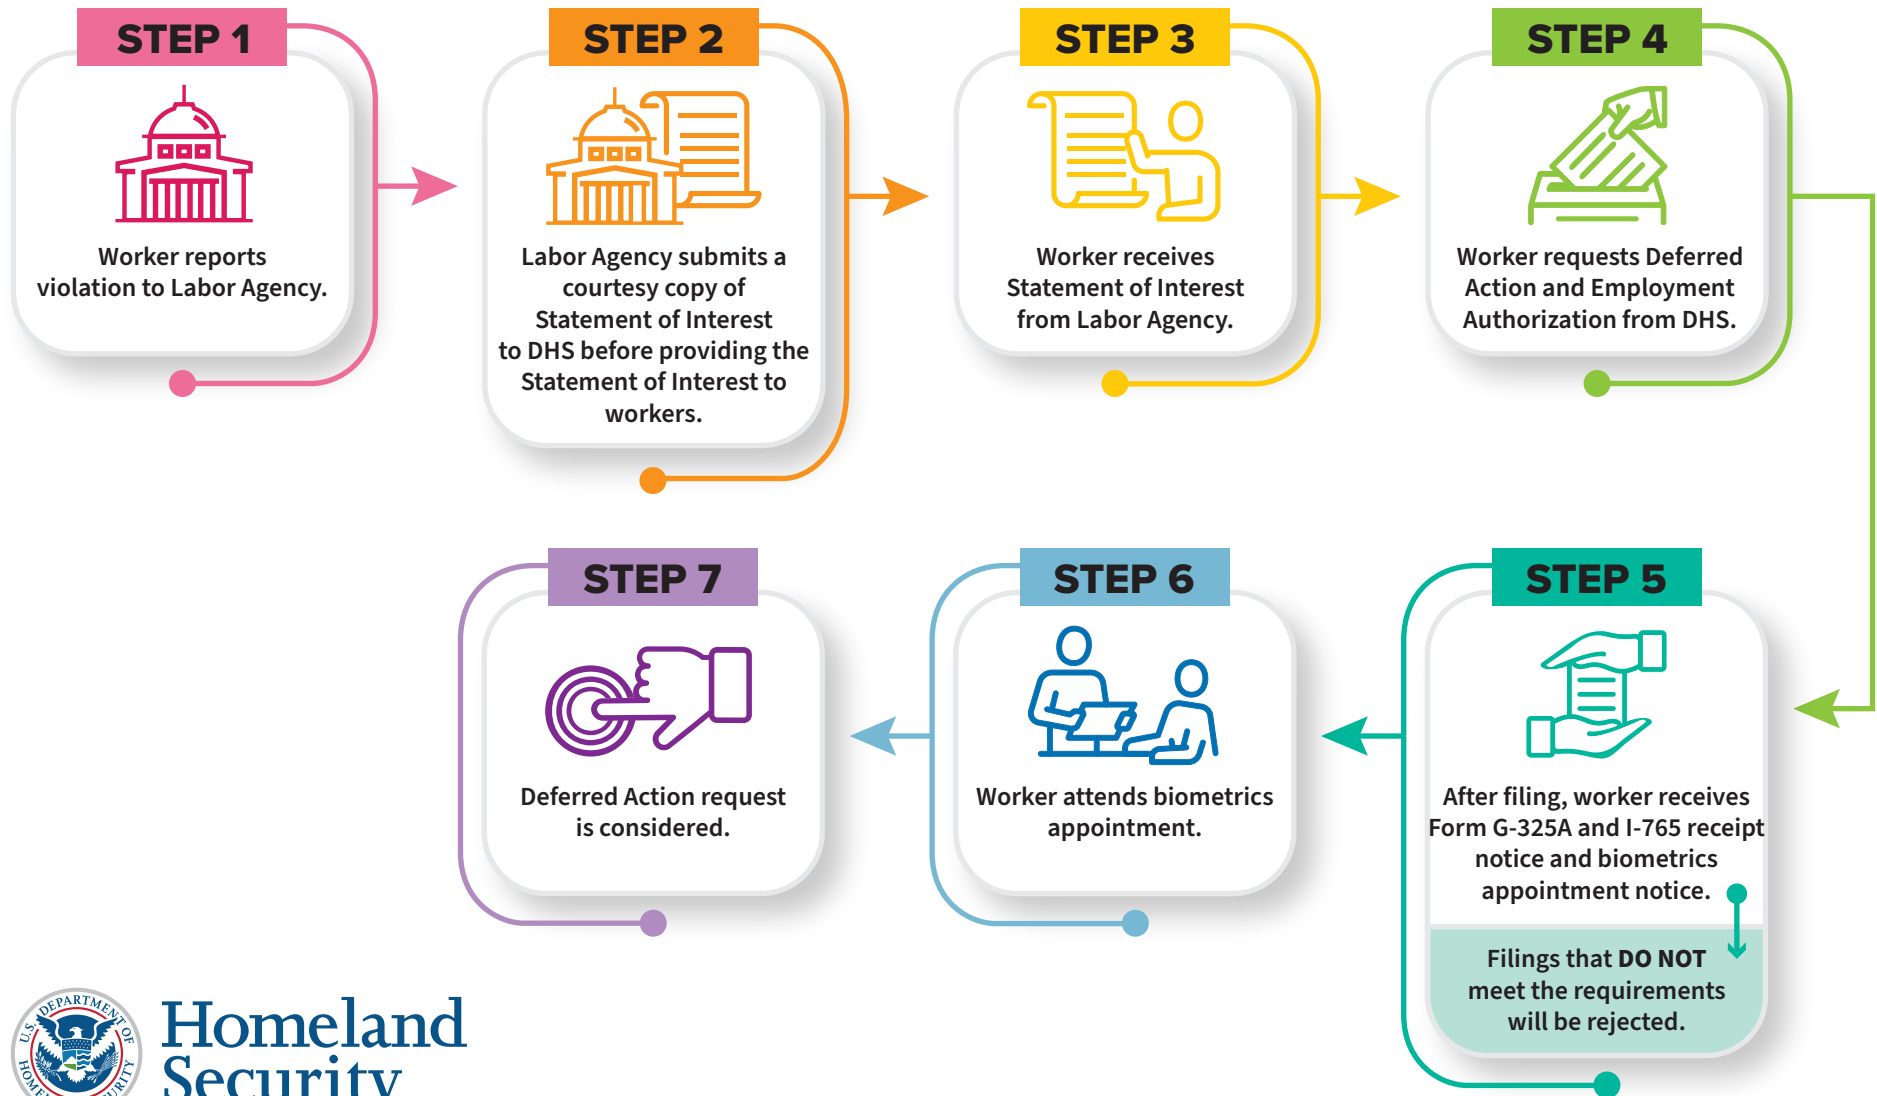 STEP 1
Worker reports
violation to Labor Agency.
STEP 2
Labor Agency submits a
courtesy copy of
Statement of Interest
to DHS before providing the
Statement of Interest to
workers.
STEP 3
Worker receives
Statement of Interest
from Labor Agency.
STEP 4
Worker requests Deferred
Action and Employment
Authorization from DHS.
STEP 5
After filing, worker receives
Form G-325A and I-765 receipt
notice and biometrics
appointment notice.
Filings that DO NOT
meet the requirements
will be rejected.
STEP 6
Worker attends biometrics
appointment.
STEP 7
Deferred Action request
is considered.
U.S. DEPARTMENT OF
Homeland
Security